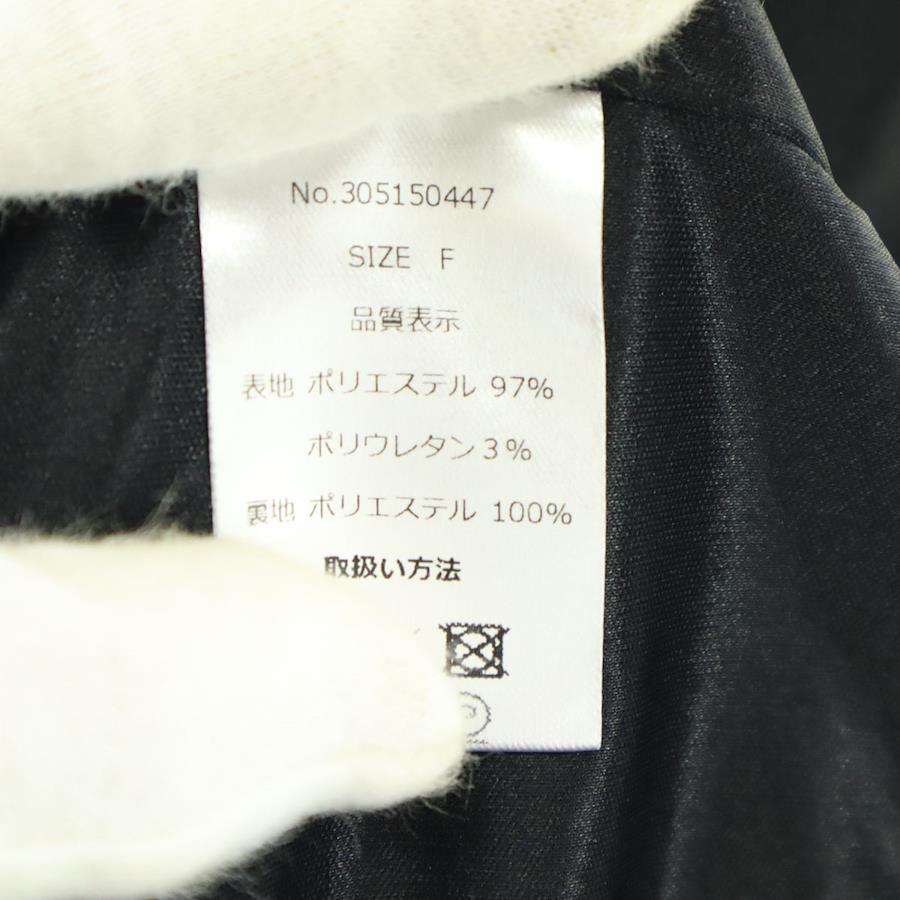 No.305150447
SIZE F
品質表示
表地 ポリエステル 97%
ポリウレタン3%
裏地 ポリエステル 100%
取扱い方法